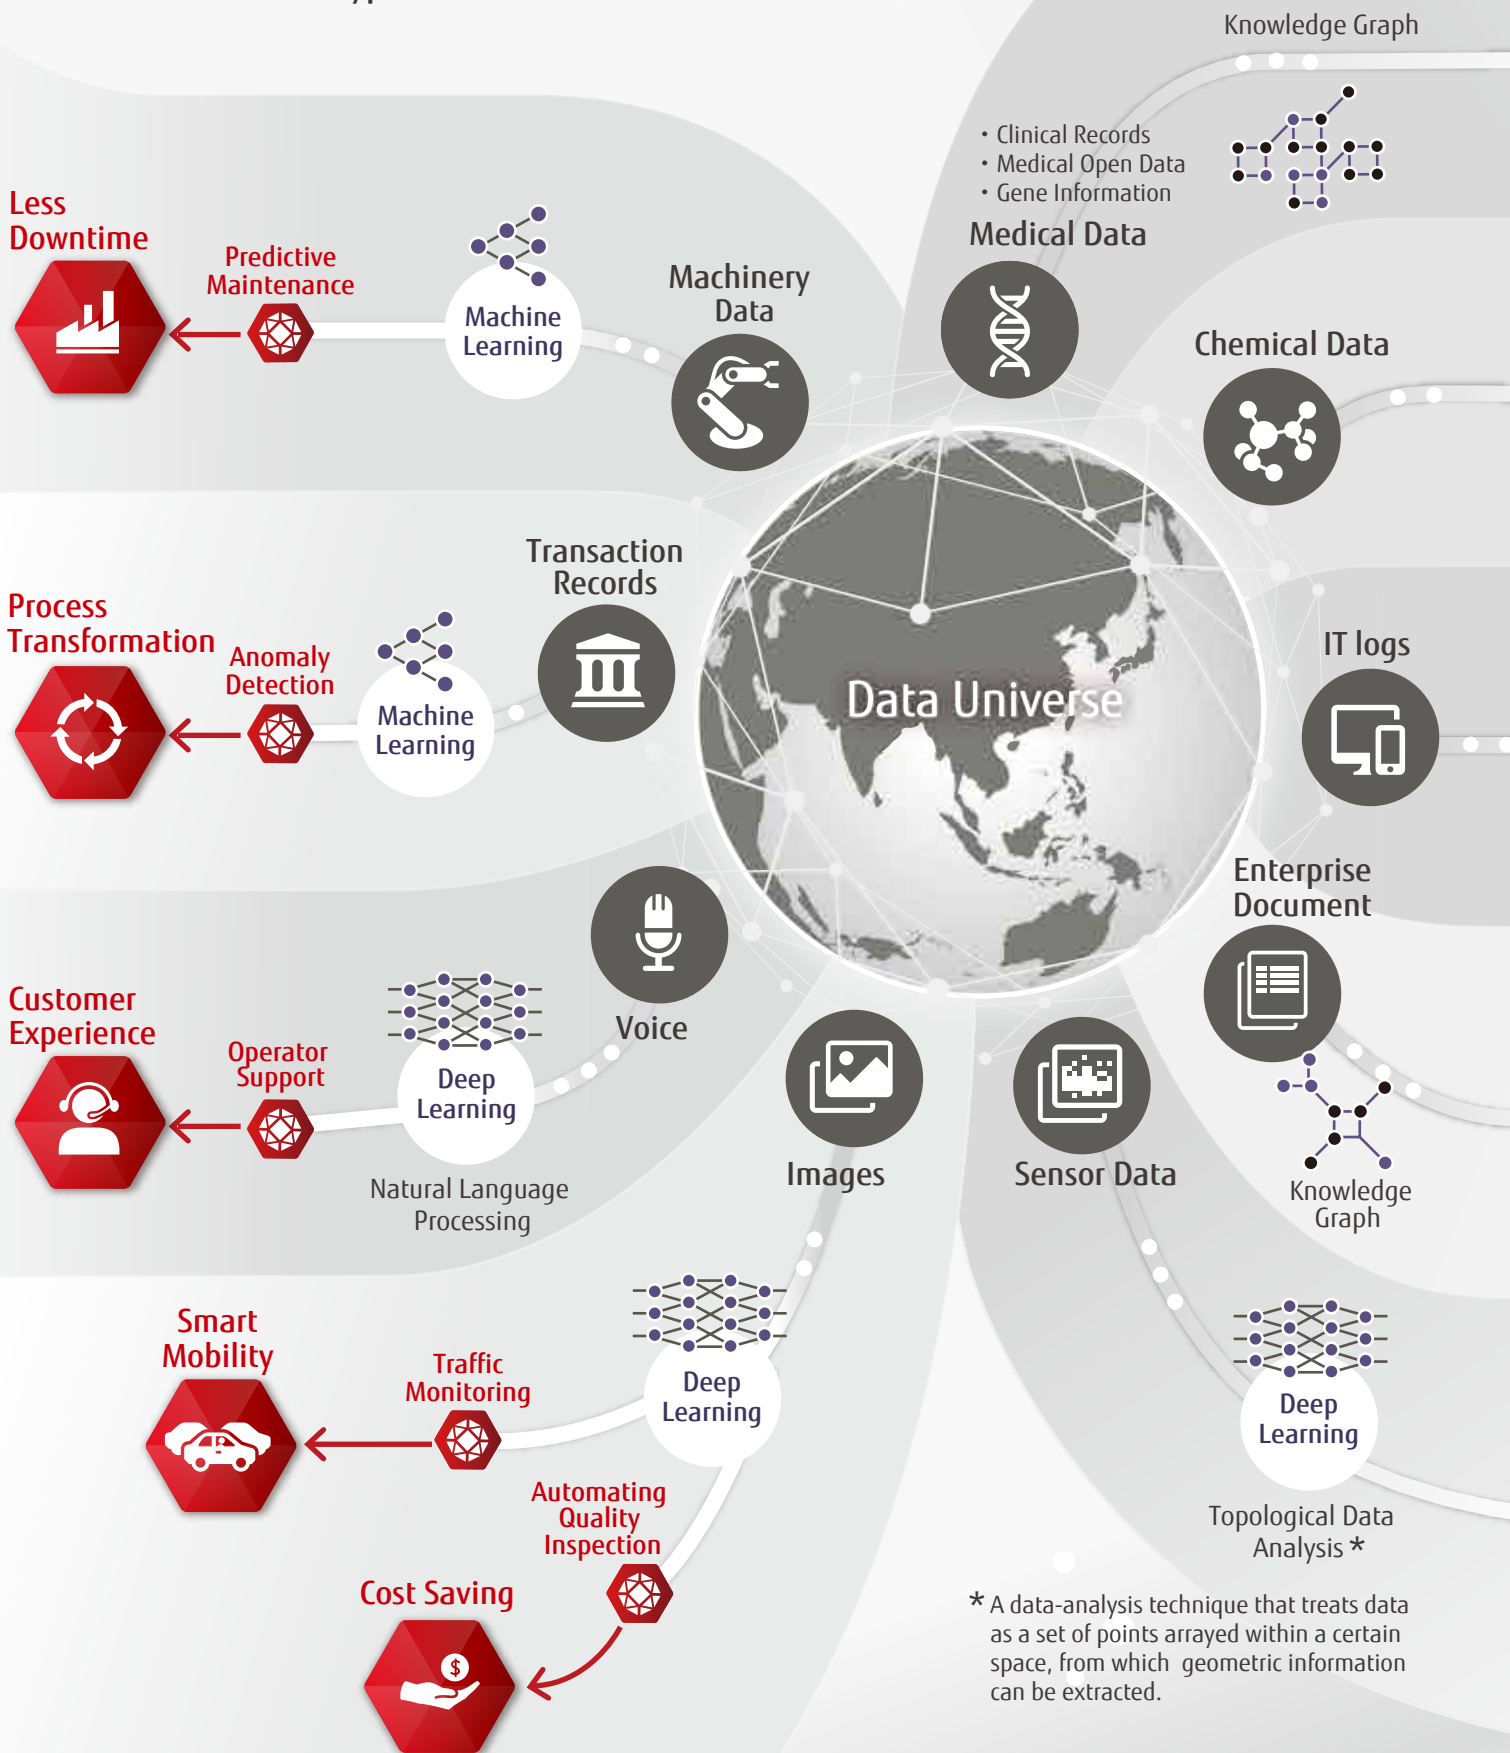 Knowledge Graph
• Clinical Records
• Medical Open Data
• Gene Information
Medical Data
Less
Downtime
Predictive
Maintenance
Machine
Learning
Machinery
Data
Chemical Data
Transaction
Records
Process
Transformation
Anomaly
Detection
Machine
Learning
Data Universe
IT logs
Enterprise
Document
Customer
Experience
Operator
Support
Deep
Learning
Natural Language
Processing
Voice
Images
Sensor Data
Knowledge
Graph
Smart
Mobility
Traffic
Monitoring
Deep
Learning
Automating
Quality
Inspection
Cost Saving
$
Deep
Learning
Topological Data
Analysis *
* A data-analysis technique that treats data
as a set of points arrayed within a certain
space, from which geometric information
can be extracted.